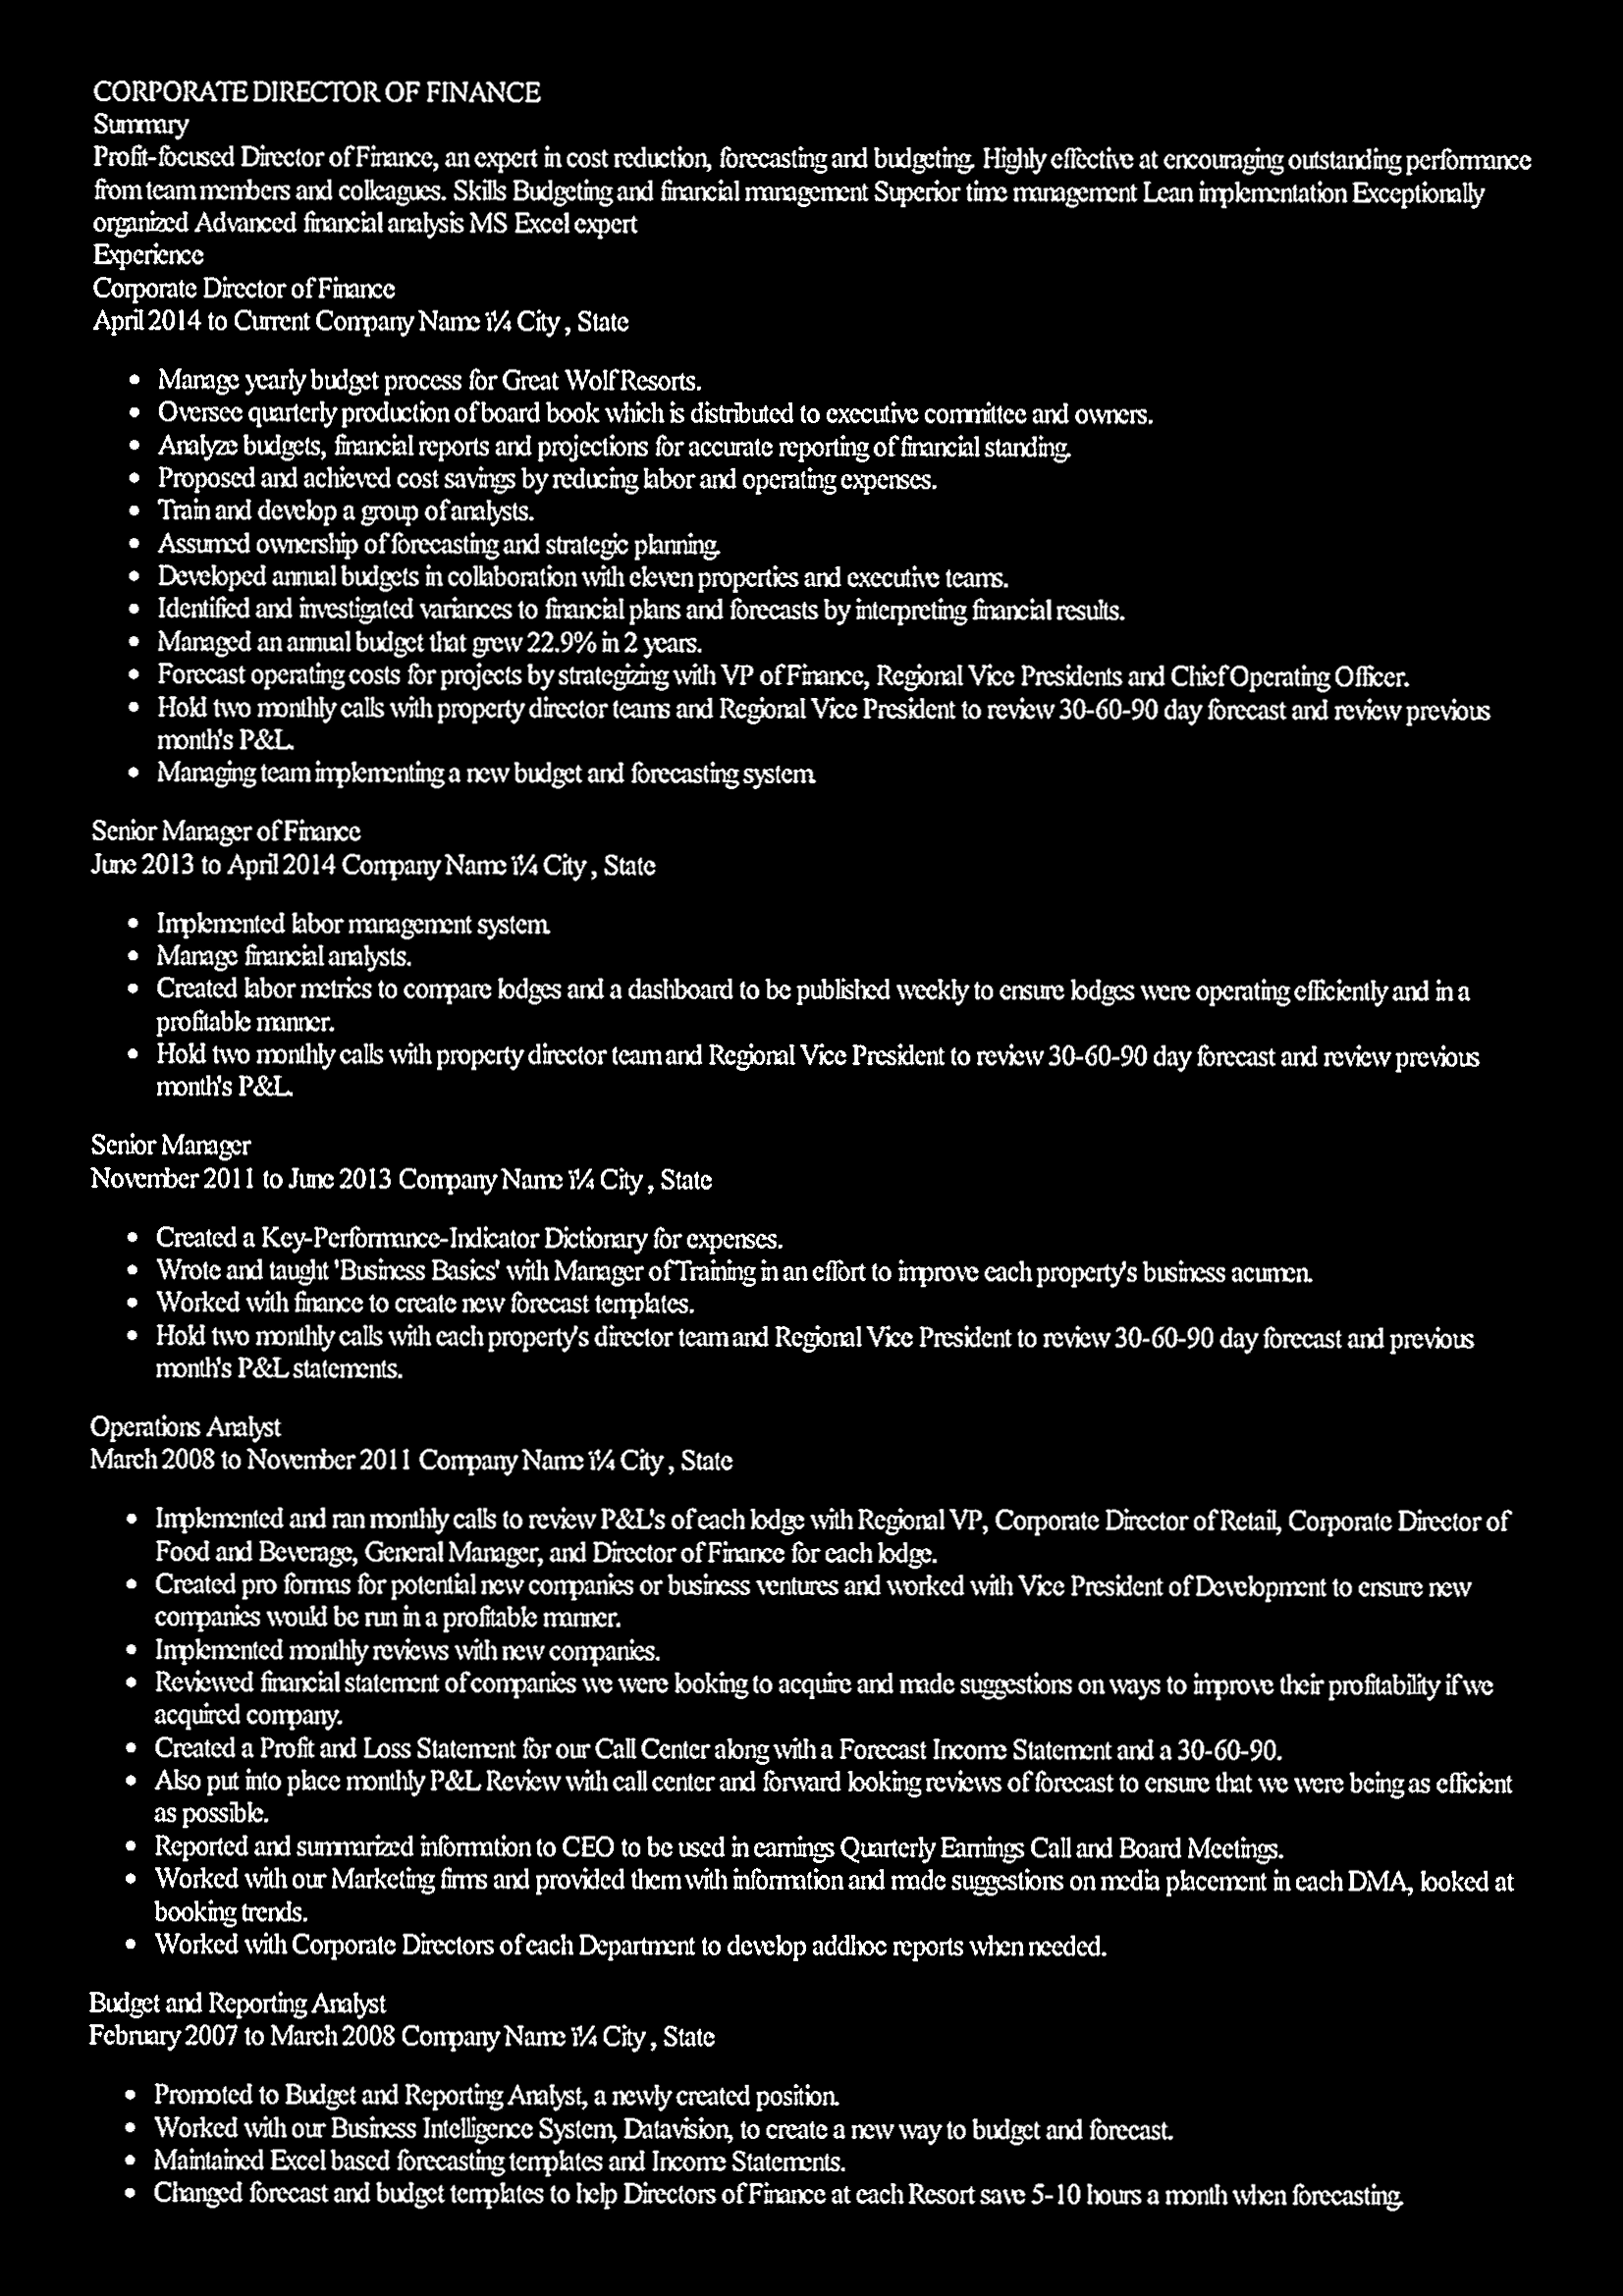 CORPORATE DIRECTOR OF FINANCE
Summary
Profit-focused Director of Finance, an expert in cost reduction, forecasting and budgeting. Highly effective at encouraging outstanding performance
from team members and colleagues. Skills Budgeting and financial management Superior time management Lean implementation Exceptionally
organized Advanced financial analysis MS Excel expert
Experience
Corporate Director of Finance
April 2014 to Current Company Name ï¼ City , State
• Manage yearly budget process for Great Wolf Resorts.
• Oversee quarterly production of board book which is distributed to executive committee and owners.
• Analyze budgets, financial reports and projections for accurate reporting of financial standing.
• Proposed and achieved cost savings by reducing labor and operating expenses.
• Train and develop a group of analysts.
• Assumed ownership of forecasting and strategic planning.
• Developed annual budgets in collaboration with eleven properties and executive teams.
• Identified and investigated variances to financial plans and forecasts by interpreting financial results.
• Managed an annual budget that grew 22.9% in 2 years.
• Forecast operating costs for projects by strategizing with VP of Finance, Regional Vice Presidents and Chief Operating Officer.
• Hold two monthly calls with property director teams and Regional Vice President to review 30-60-90 day forecast and review previous
month's P&L.
• Managing team implementing a new budget and forecasting system.
Senior Manager of Finance
June 2013 to April 2014 Company Name ï¼ City , State
• Implemented labor management system.
• Manage financial analysts.
• Created labor metrics to compare lodges and a dashboard to be published weekly to ensure lodges were operating efficiently and in a
profitable manner.
• Hold two monthly calls with property director team and Regional Vice President to review 30-60-90 day forecast and review previous
month's P&L.
Senior Manager
November 2011 to June 2013 Company Name ï¼ City , State
• Created a Key-Performance-Indicator Dictionary for expenses.
• Wrote and taught 'Business Basics' with Manager of Training in an effort to improve each property's business acumen.
• Worked with finance to create new forecast templates.
• Hold two monthly calls with each property's director team and Regional Vice President to review 30-60-90 day forecast and previous
month's P&L statements.
Operations Analyst
March 2008 to November 2011 Company Name ï¼ City , State
• Implemented and ran monthly calls to review P&L's of each lodge with Regional VP, Corporate Director of Retail, Corporate Director of
Food and Beverage, General Manager, and Director of Finance for each lodge.
• Created pro formas for potential new companies or business ventures and worked with Vice President of Development to ensure new
companies would be run in a profitable manner.
• Implemented monthly reviews with new companies.
• Reviewed financial statement of companies we were looking to acquire and made suggestions on ways to improve their profitability if we
acquired company.
• Created a Profit and Loss Statement for our Call Center along with a Forecast Income Statement and a 30-60-90.
• Also put into place monthly P&L Review with call center and forward looking reviews of forecast to ensure that we were being as efficient
as possible.
• Reported and summarized information to CEO to be used in earnings Quarterly Earnings Call and Board Meetings.
• Worked with our Marketing firms and provided them with information and made suggestions on media placement in each DMA, looked at
booking trends.
• Worked with Corporate Directors of each Department to develop addhoc reports when needed.
Budget and Reporting Analyst
February 2007 to March 2008 Company Name ï¼ City , State
• Promoted to Budget and Reporting Analyst, a newly created position.
• Worked with our Business Intelligence System, Datavision, to create a new way to budget and forecast.
• Maintained Excel based forecasting templates and Income Statements.
• Changed forecast and budget templates to help Directors of Finance at each Resort save 5-10 hours a month when forecasting.